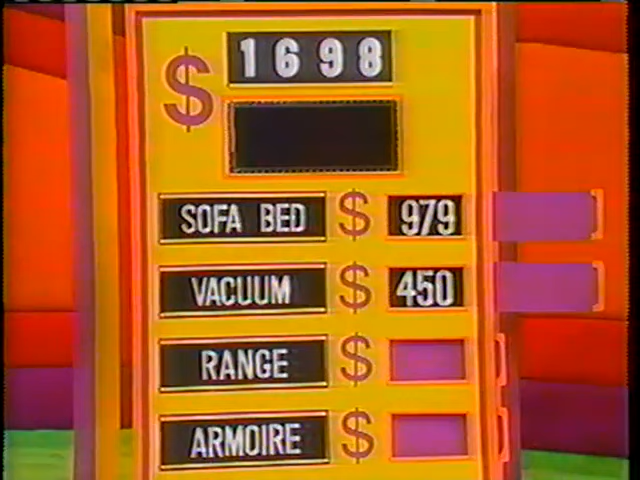 $ 1698
SOFA BED $ 979
VACUUM $ 450
RANGE $
ARMOIRE $